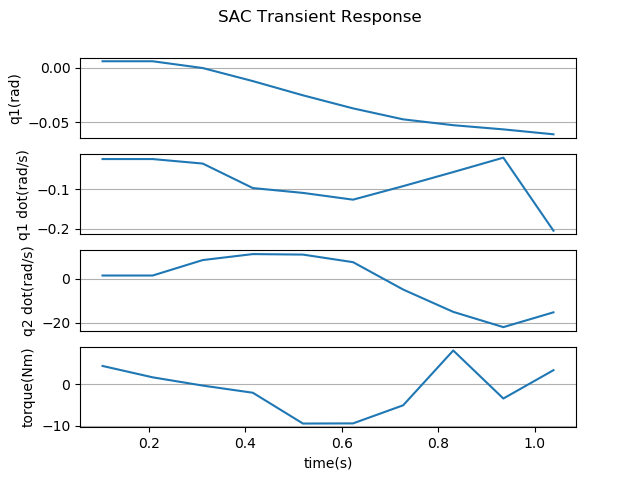 SAC Transient Response
q1(rad)
0.00
−0.05
q1 dot(rad/s)
−0.1
−0.2
q2 dot(rad/s)
0
−20
torque(Nm)
0
−10
0.2 0.4 0.6 0.8 1.0
time(s)